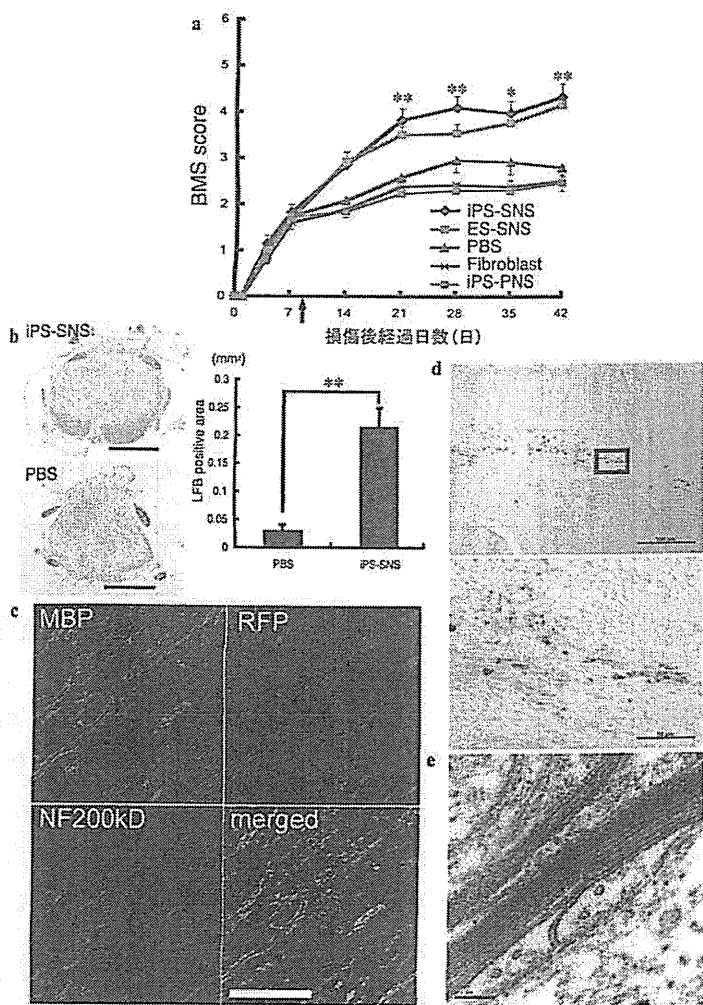 a
6
5
4
3
2
1
0
BMS score
**
**
*
**
iPS-SNS
ES-SNS
PBS
Fibroblast
iPS-PNS
0 7 14 21 28 35 42
損傷後経過日数(日)
b
iPS-SNS
PBS
(mm²)
0.3
0.25
0.2
0.15
0.1
0.05
0
LFB positive area
**
PBS iPS-SNS
c
MBP
RFP
NF200kD
merged
d
e